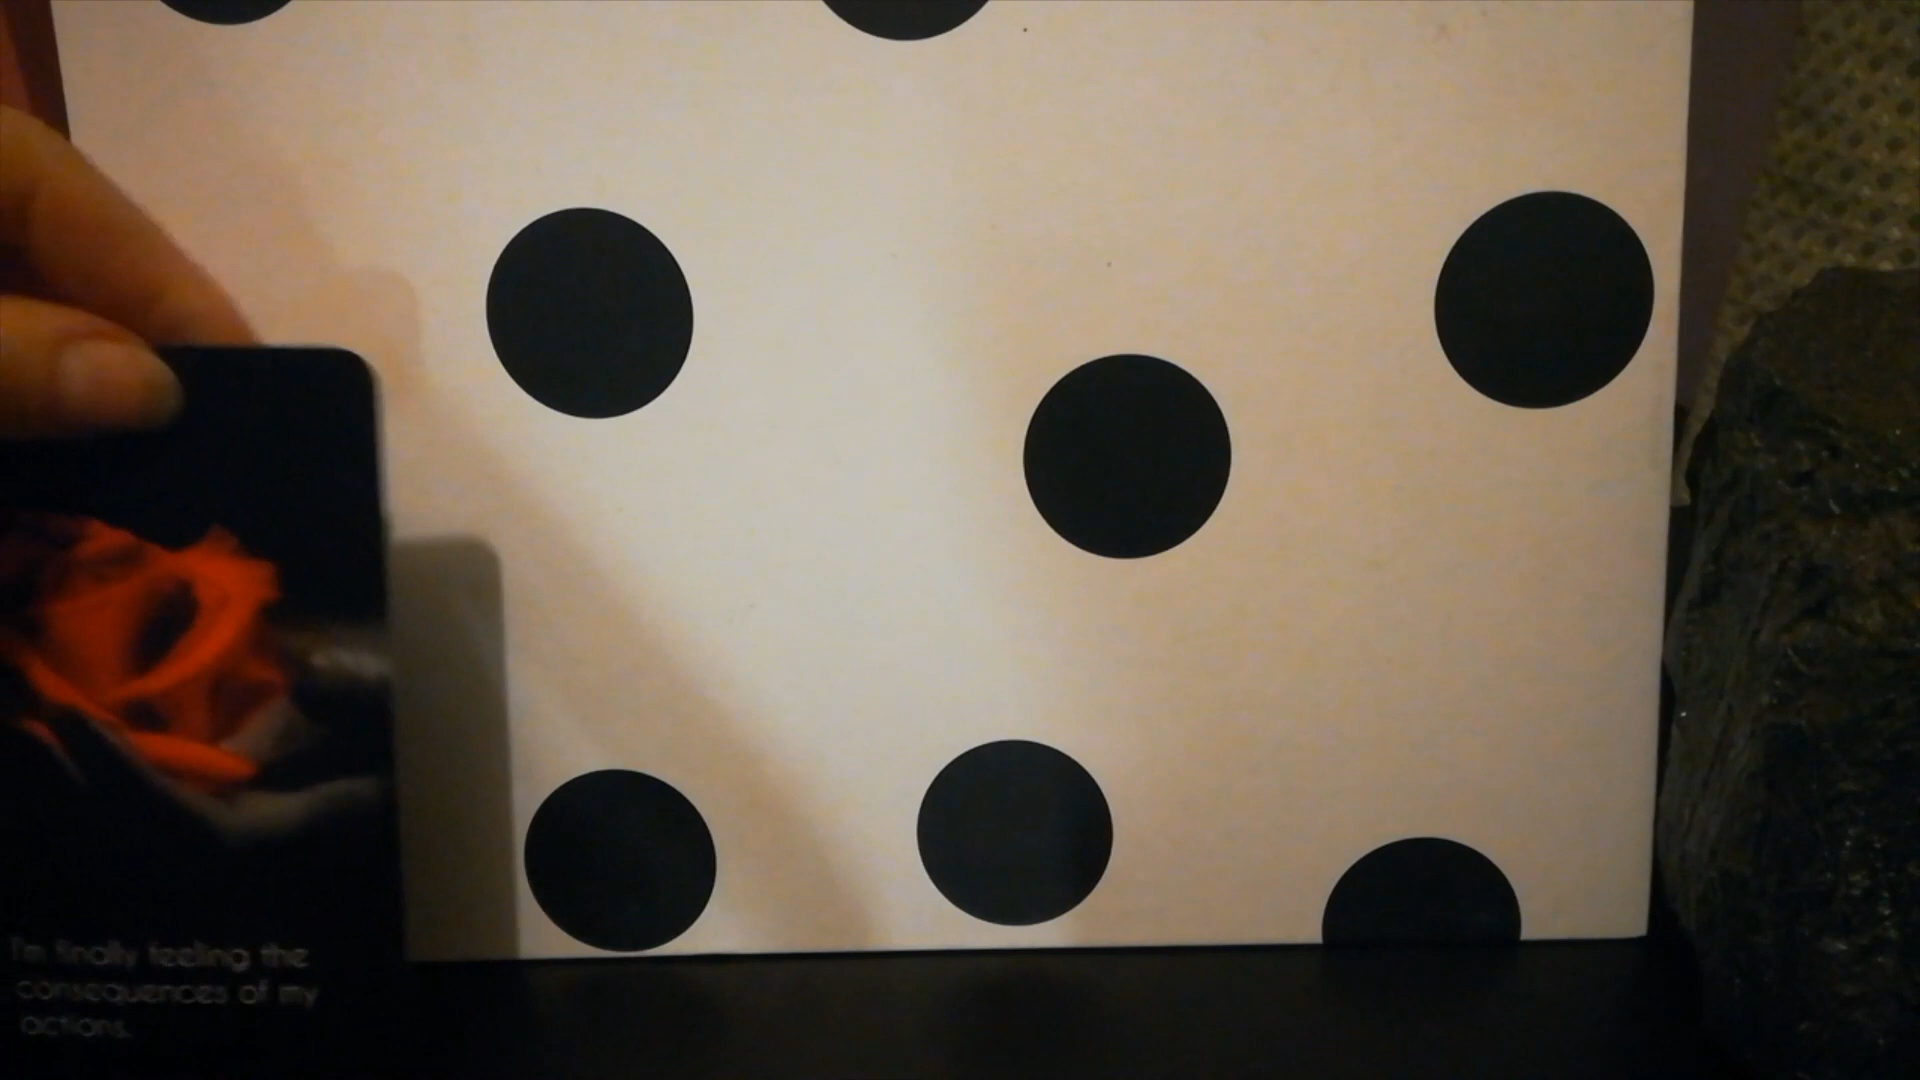 I'm finally feeling the
consequences of my
actions.